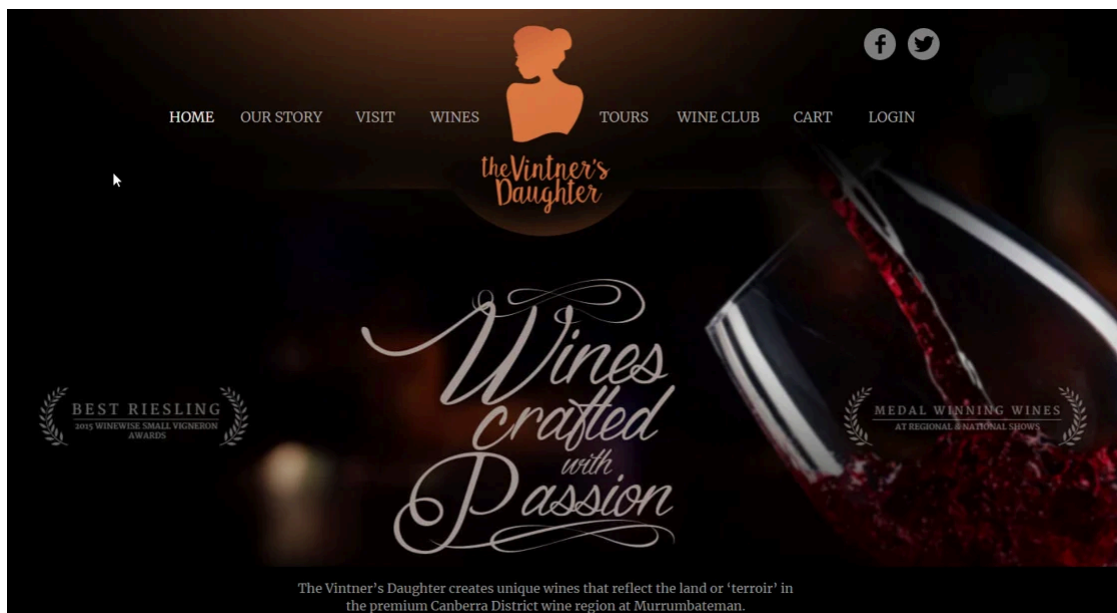 HOME OUR STORY VISIT WINES TOURS WINE CLUB CART LOGIN
the Vintner's
Daughter
Wines
crafted
with
Passion
BEST RIESLING
2015 WINEWISE SMALL VIGNERON
AWARDS
MEDAL WINNING WINES
AT REGIONAL & NATIONAL SHOWS
The Vintner’s Daughter creates unique wines that reflect the land or ‘terroir’ in
the premium Canberra District wine region at Murrumbateman.